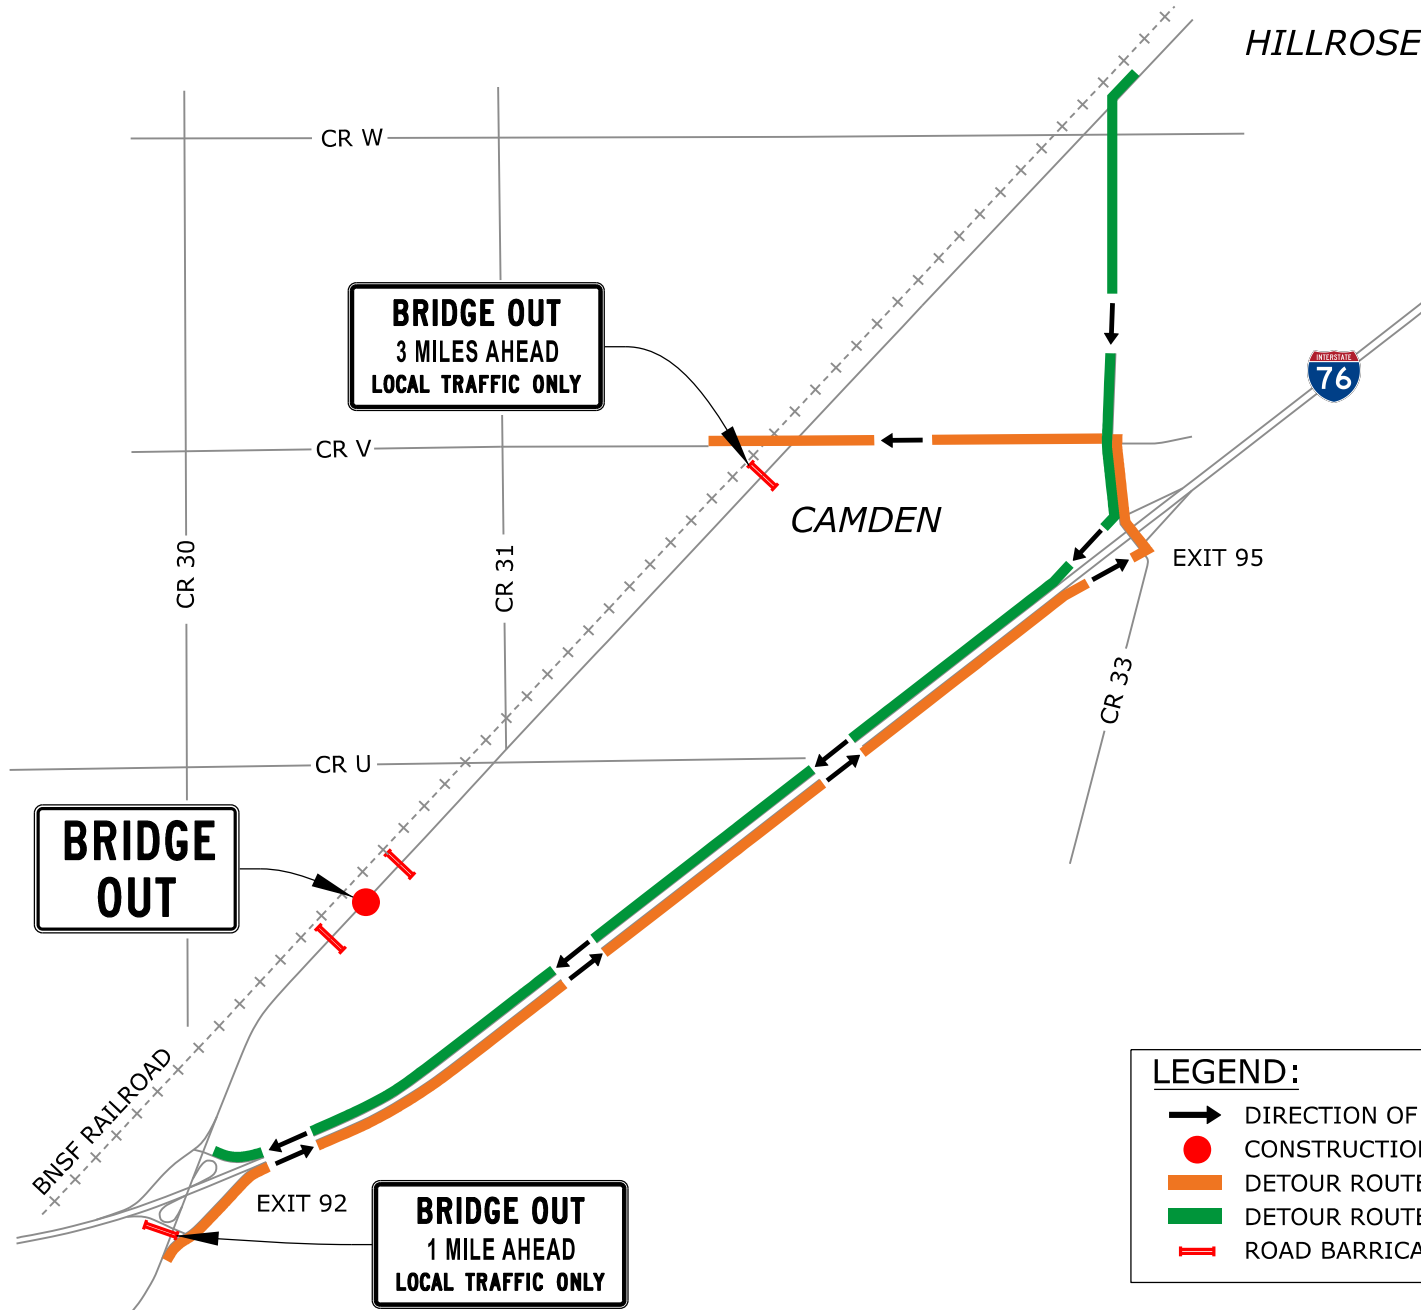 HILLROSE
CR W
BRIDGE OUT
3 MILES AHEAD
LOCAL TRAFFIC ONLY
INTERSTATE
76
CR V
CAMDEN
CR 30
CR 31
EXIT 95
CR 33
CR U
BRIDGE
OUT
BNSF RAILROAD
EXIT 92
BRIDGE OUT
1 MILE AHEAD
LOCAL TRAFFIC ONLY
LEGEND:
DIRECTION OF
CONSTRUCTION
DETOUR ROUTE
DETOUR ROUTE
ROAD BARRICA